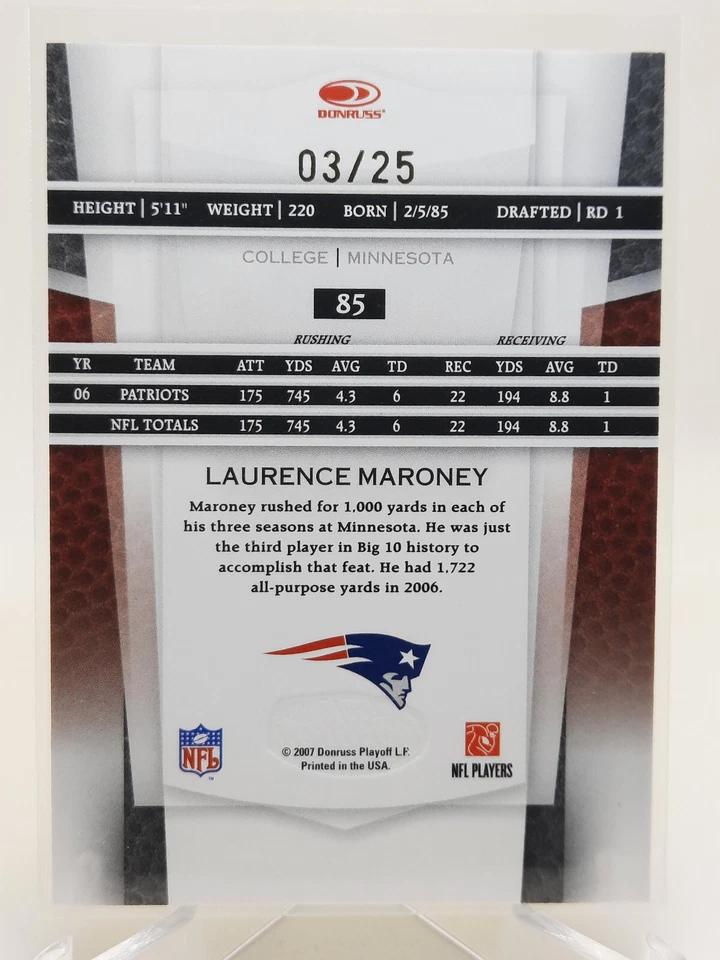 DONRUSS®
03/25
HEIGHT | 5'11" WEIGHT | 220 BORN | 2/5/85 DRAFTED | RD 1
COLLEGE | MINNESOTA
85
RUSHING RECEIVING
YR TEAM ATT YDS AVG TD REC YDS AVG TD
06 PATRIOTS 175 745 4.3 6 22 194 8.8 1
NFL TOTALS 175 745 4.3 6 22 194 8.8 1
LAURENCE MARONEY
Maroney rushed for 1,000 yards in each of
his three seasons at Minnesota. He was just
the third player in Big 10 history to
accomplish that feat. He had 1,722
all-purpose yards in 2006.
NFL
™
© 2007 Donruss Playoff L.P.
Printed in the USA.
NFL PLAYERS